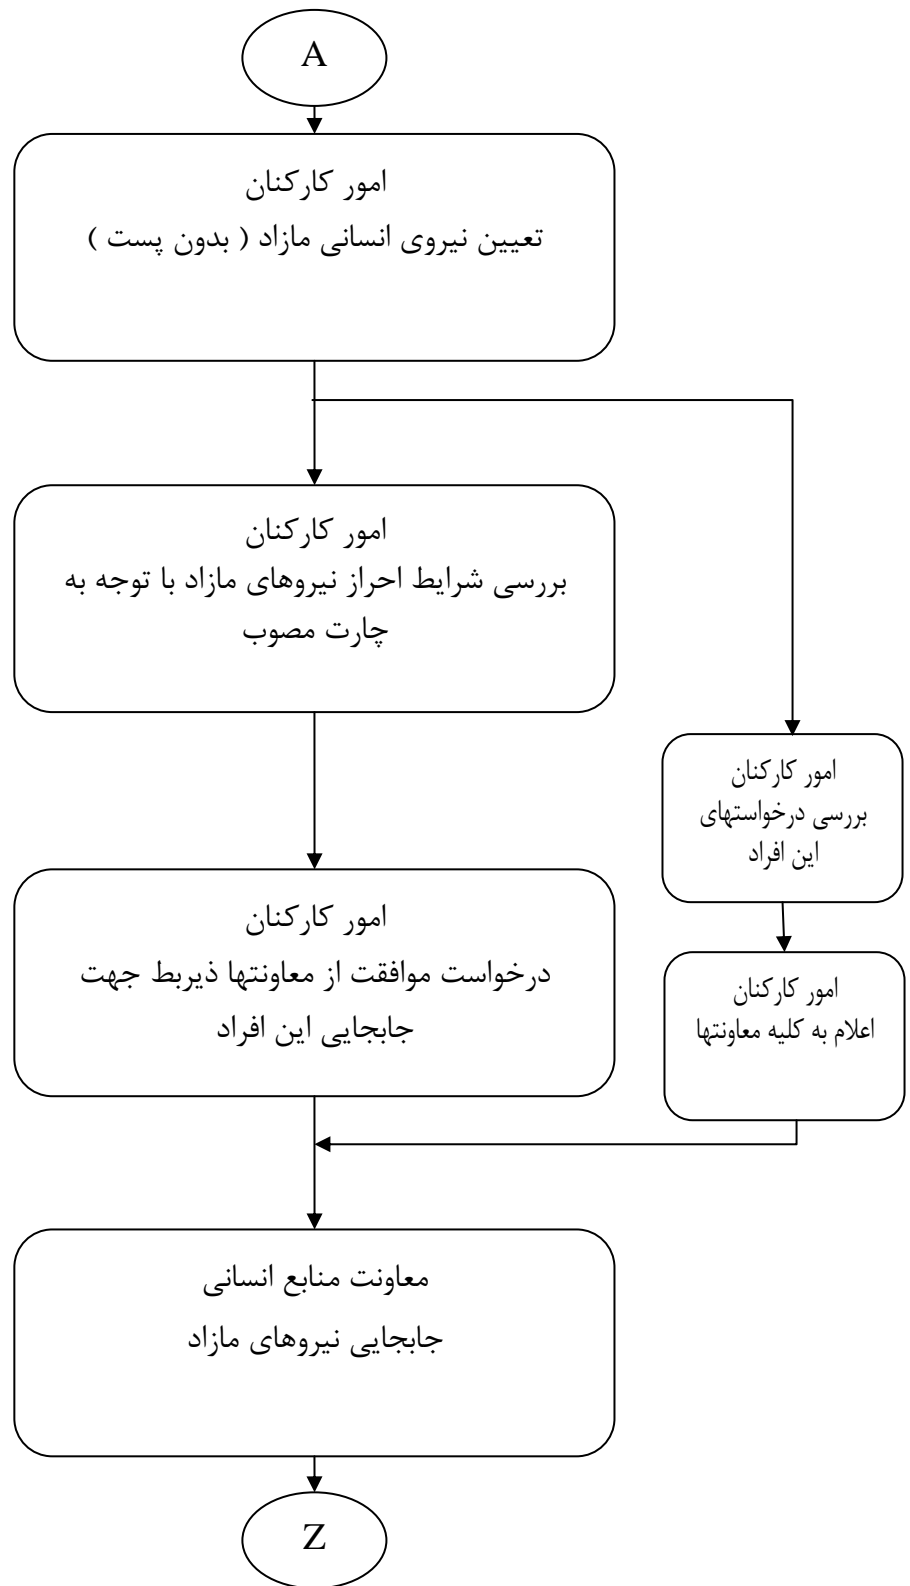 A
امور کارکنان
تعیین نیروی انسانی مازاد ( بدون پست )
امور کارکنان
بررسی شرایط احراز نیروهای مازاد با توجه به
چارت مصوب
امور کارکنان
بررسی درخواستهای
این افراد
امور کارکنان
درخواست موافقت از معاونتها ذیربط جهت
جابجایی این افراد
امور کارکنان
اعلام به کلیه معاونتها
معاونت منابع انسانی
جابجایی نیروهای مازاد
Z